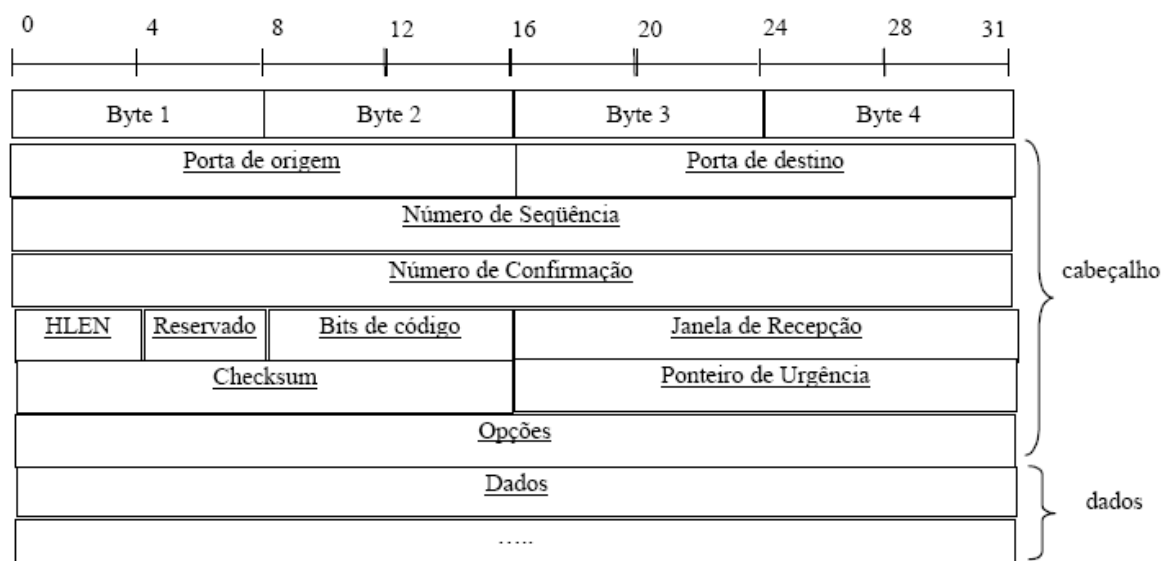 0 4 8 12 16 20 24 28 31
Byte 1 Byte 2 Byte 3 Byte 4
Porta de origem Porta de destino
Número de Seqüência
Número de Confirmação
cabeçalho
HLEN Reservado Bits de código Janela de Recepção
Checksum Ponteiro de Urgência
Opções
Dados
dados
.....